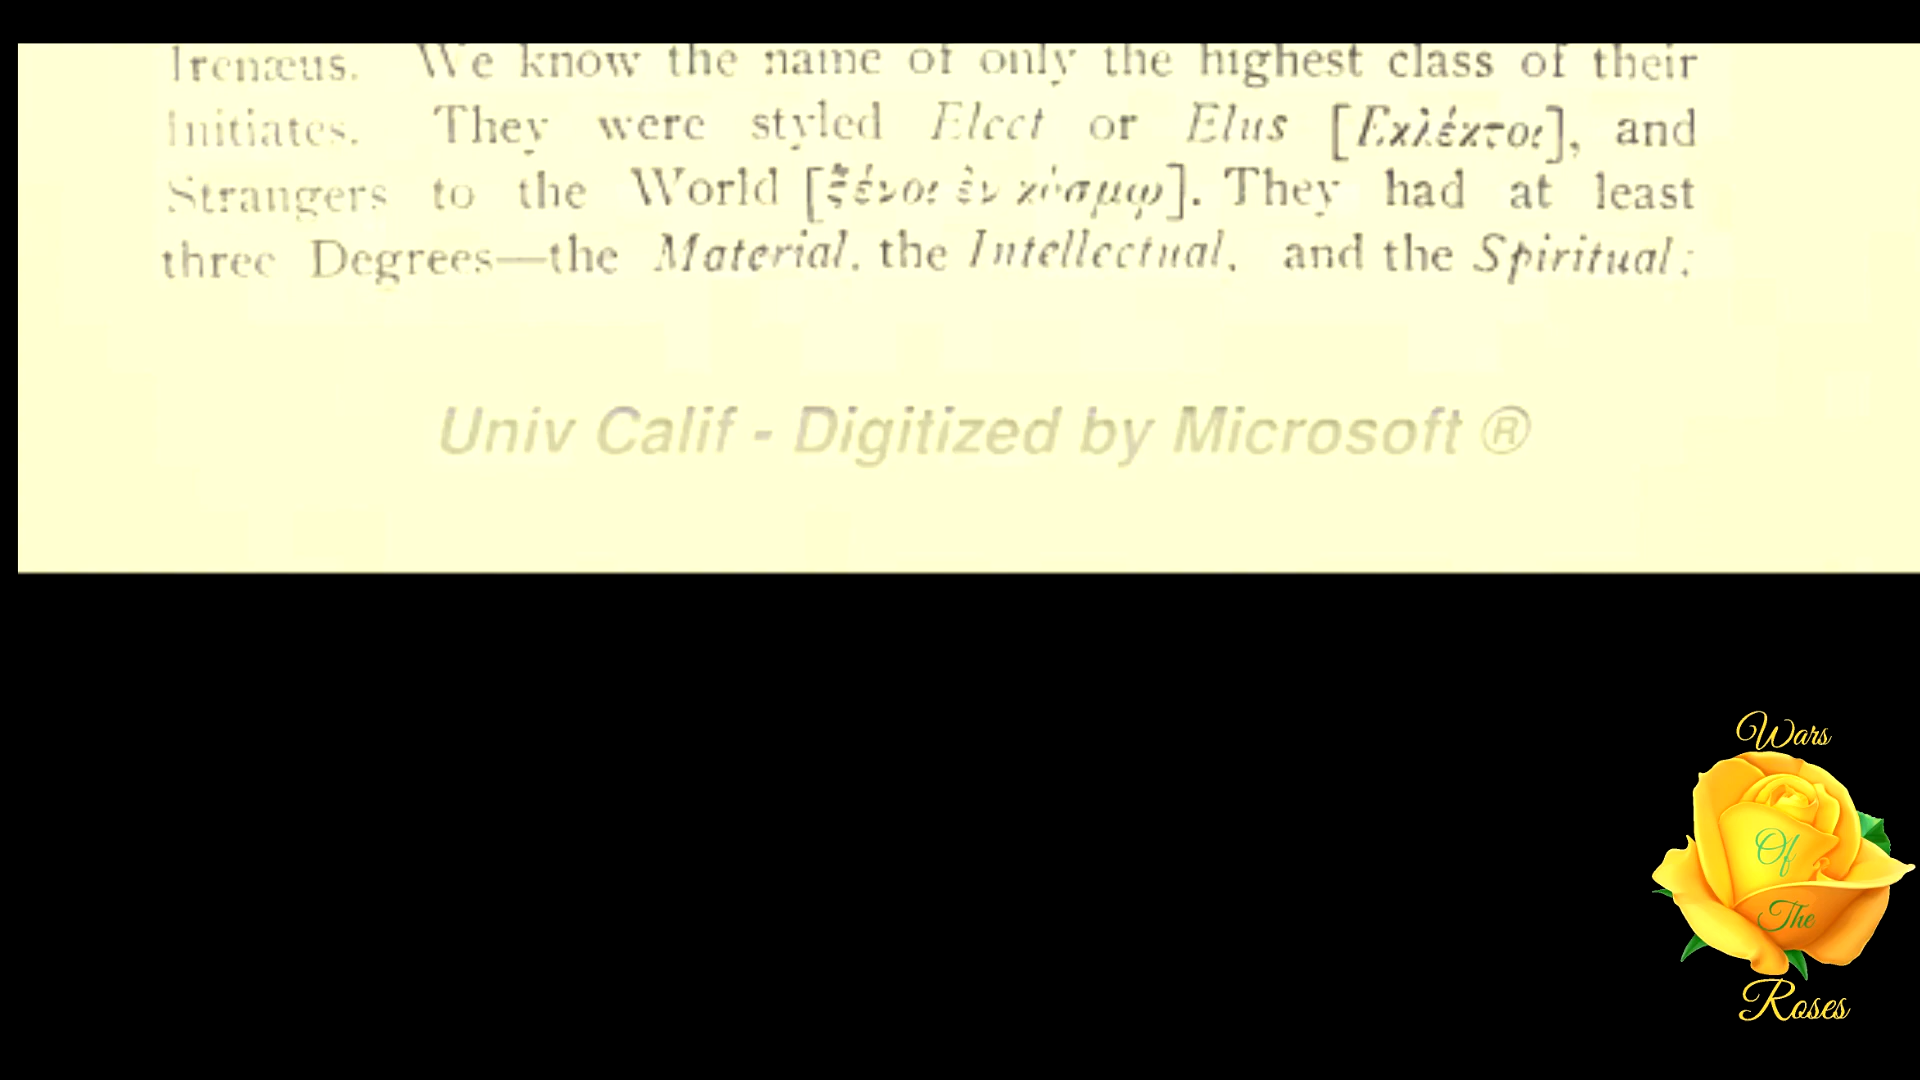 Irenæus. We know the name of only the highest class of their
Initiates. They were styled Elect or Elus [Εκλέκτοι], and
Strangers to the World [ξένοι ἐν κόσμῳ]. They had at least
three Degrees—the Material, the Intellectual, and the Spiritual;
Univ Calif - Digitized by Microsoft ®
Wars
Of
The
Roses